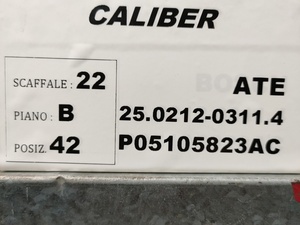 CALIBER
SCAFFALE : 22
ATE
PIANO : B
25.0212-0311.4
POSIZ. 42
P05105823AC